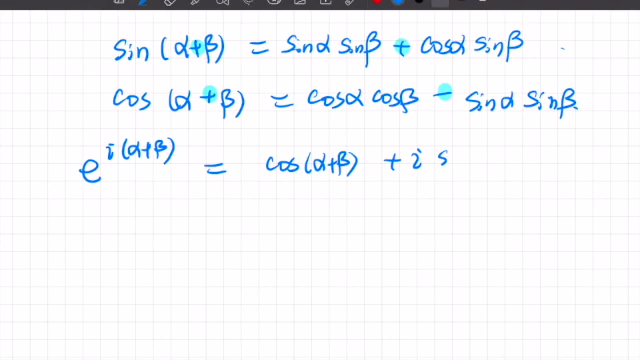 sin (α+β) = sinα sinβ + cosα sinβ
cos (α+β) = cosα cosβ - sinα sinβ.
e^{i(α+β)} = cos(α+β) + i s